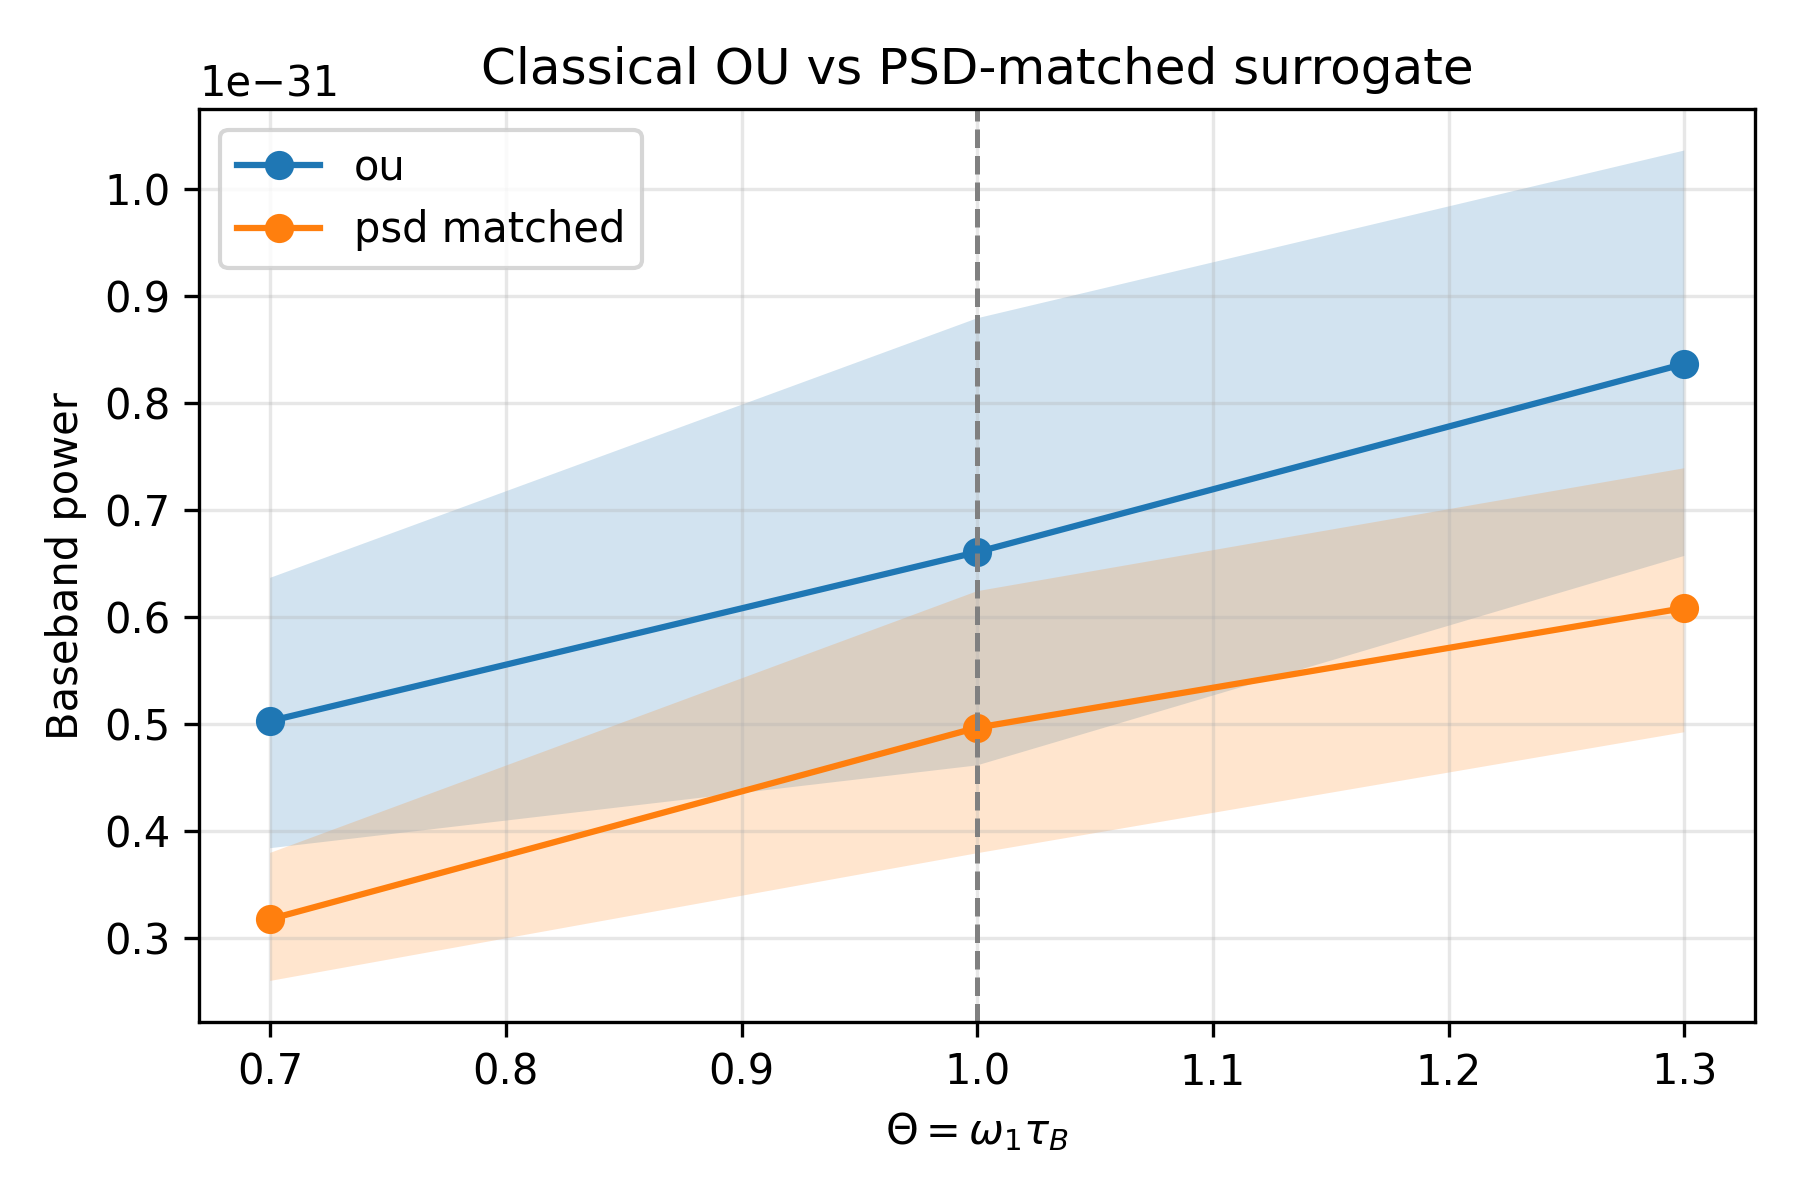 Classical OU vs PSD-matched surrogate
1e−31
ou
psd matched
1.0
0.9
0.8
0.7
0.6
0.5
0.4
0.3
Baseband power
0.7 0.8 0.9 1.0 1.1 1.2 1.3
Θ = ω₁τ_B